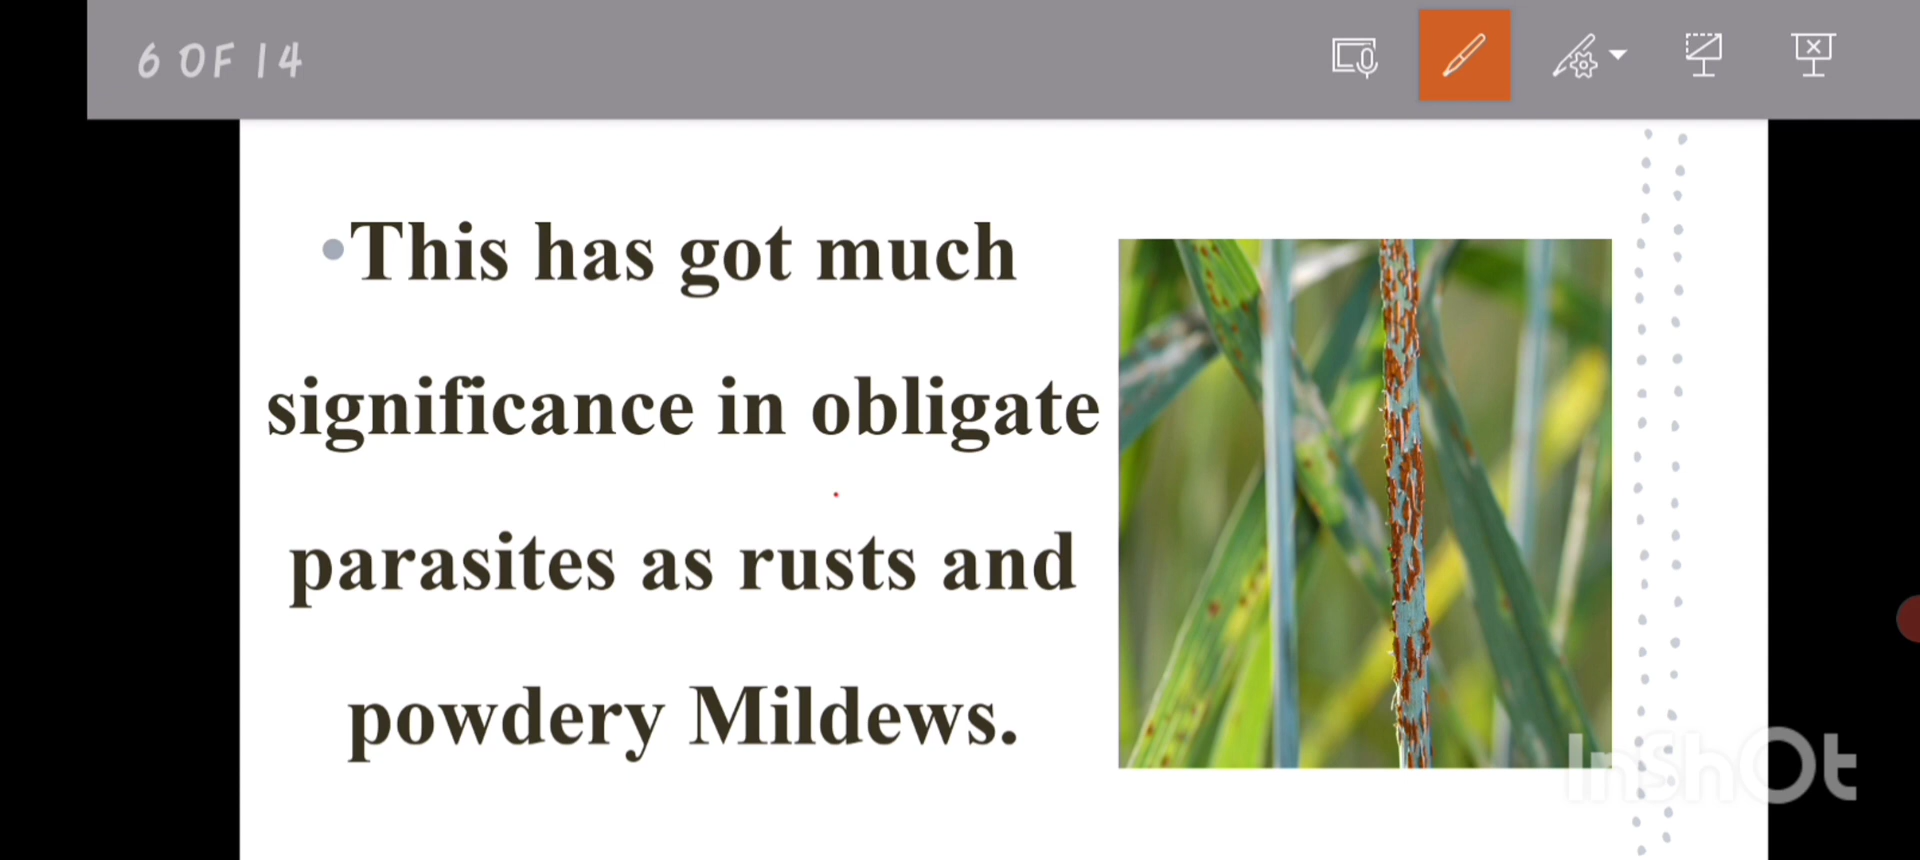 6 OF 14
•This has got much
significance in obligate
parasites as rusts and
powdery Mildews.
InShOt